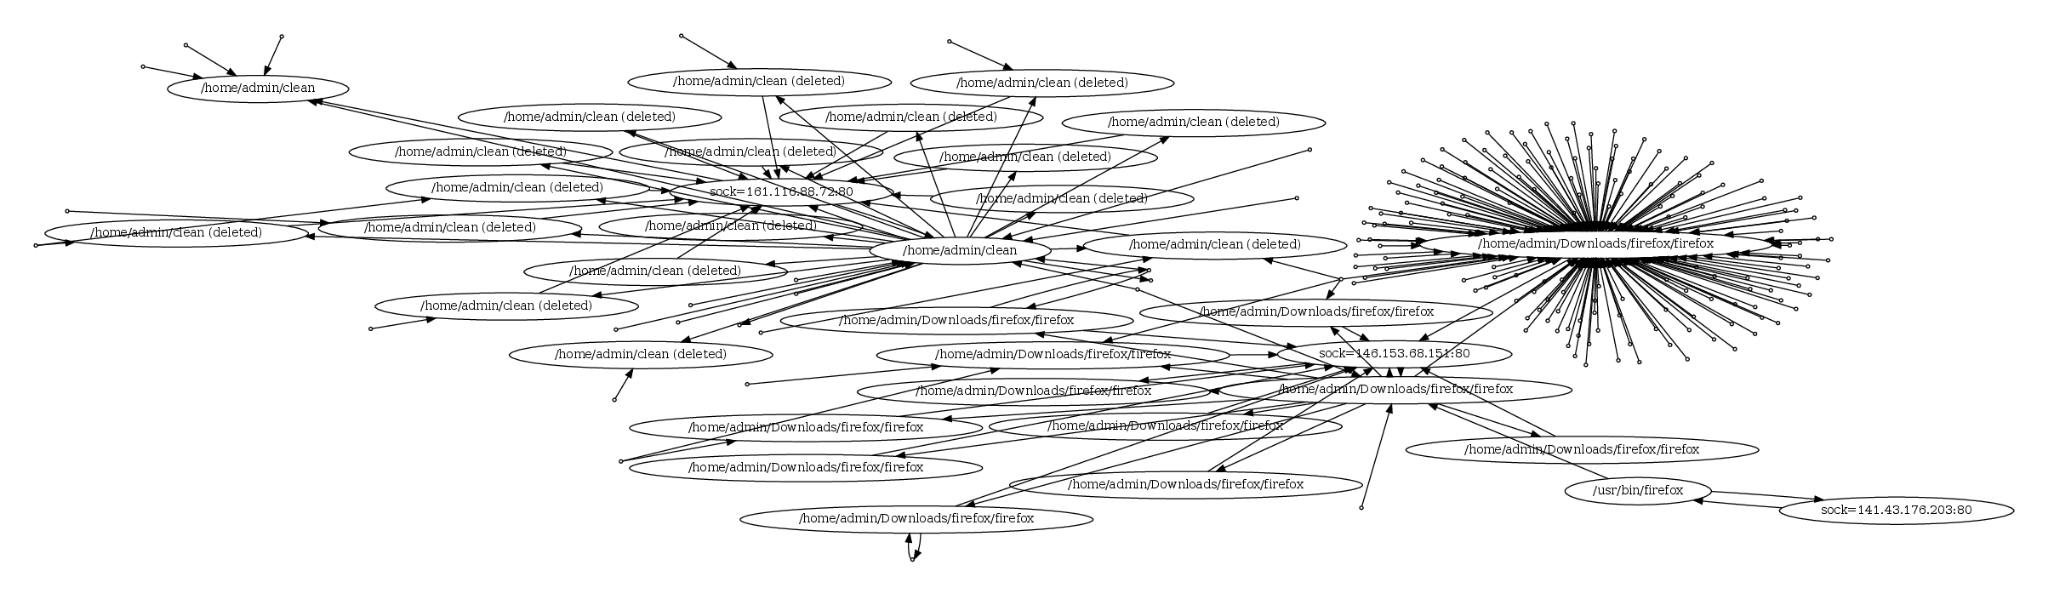 /home/admin/clean
/home/admin/clean (deleted)
/home/admin/clean (deleted)
/home/admin/clean (deleted)
/home/admin/clean (deleted)
/home/admin/clean (deleted)
/home/admin/clean (deleted)
/home/admin/clean (deleted)
/home/admin/clean (deleted)
/home/admin/clean (deleted)
sock=161.116.88.72:80
/home/admin/clean (deleted)
/home/admin/clean (deleted)
/home/admin/clean (deleted)
/home/admin/clean (deleted)
/home/admin/clean
/home/admin/clean (deleted)
/home/admin/Downloads/firefox/firefox
/home/admin/clean (deleted)
/home/admin/clean (deleted)
/home/admin/Downloads/firefox/firefox
/home/admin/Downloads/firefox/firefox
/home/admin/clean (deleted)
/home/admin/Downloads/firefox/firefox
sock=146.153.68.151:80
/home/admin/Downloads/firefox/firefox
/home/admin/Downloads/firefox/firefox
/home/admin/Downloads/firefox/firefox
/home/admin/Downloads/firefox/firefox
/home/admin/Downloads/firefox/firefox
/home/admin/Downloads/firefox/firefox
/home/admin/Downloads/firefox/firefox
/usr/bin/firefox
sock=141.43.176.203:80
/home/admin/Downloads/firefox/firefox